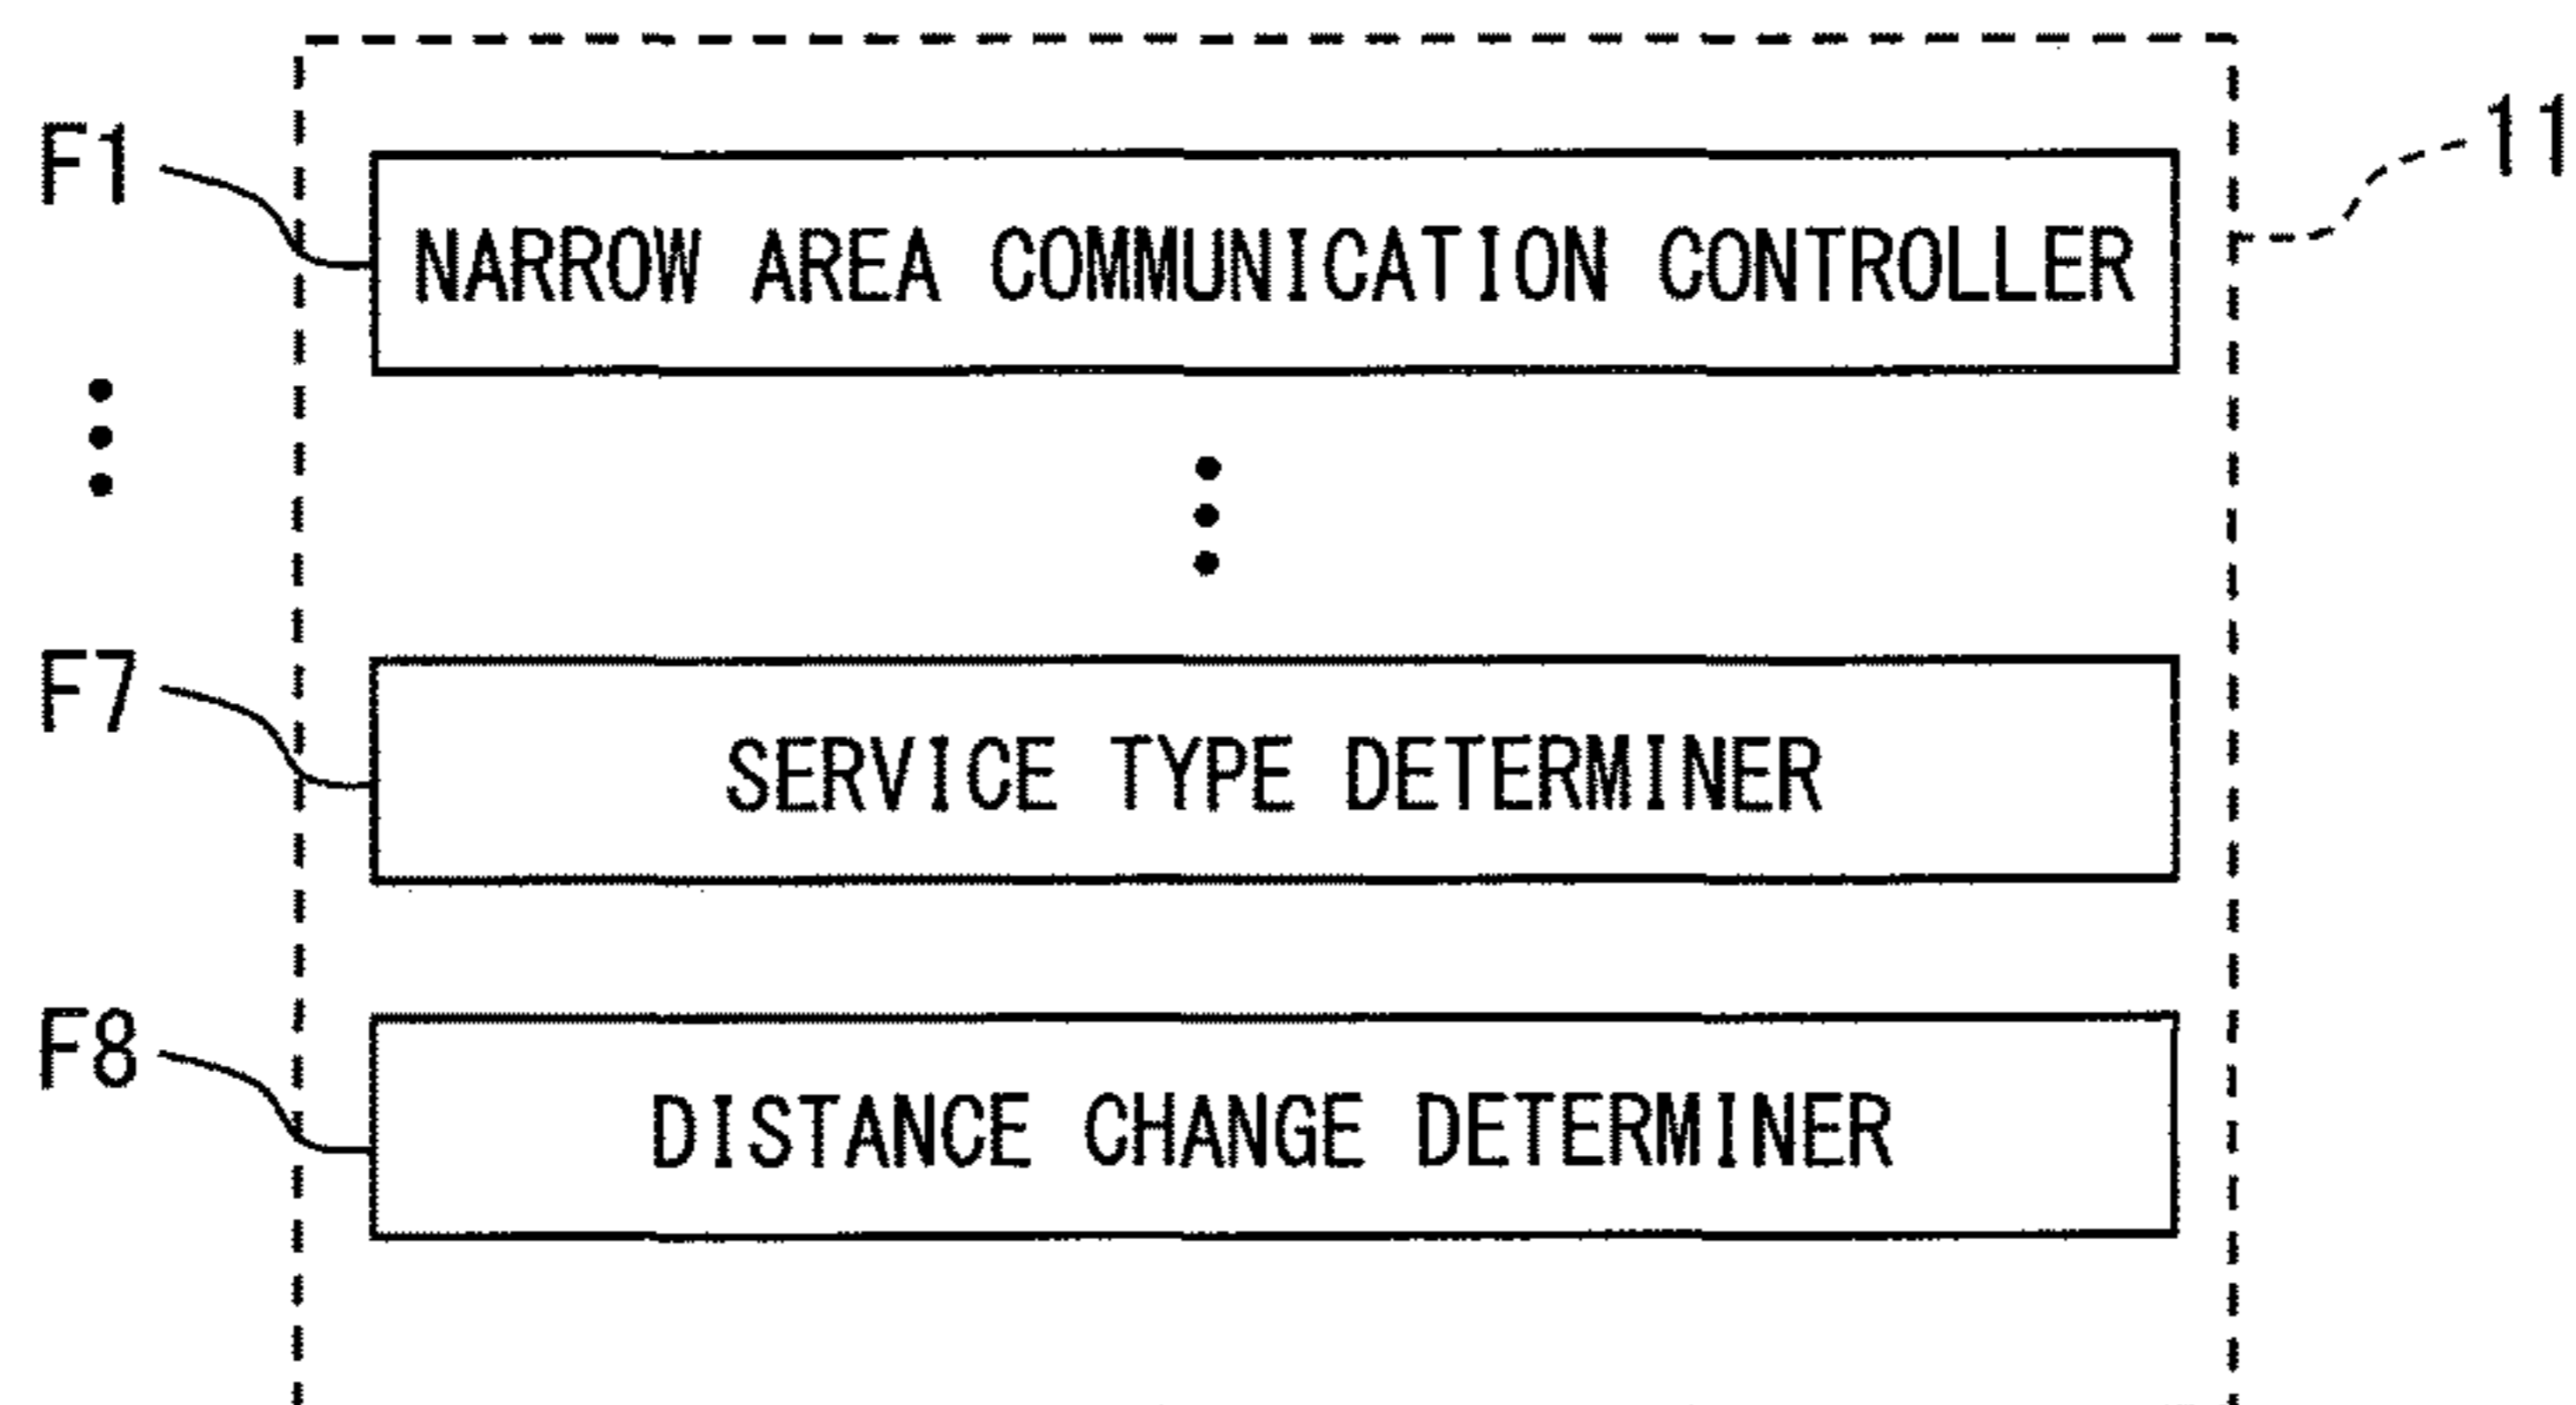 F1
11
NARROW AREA COMMUNICATION CONTROLLER
F7
SERVICE TYPE DETERMINER
F8
DISTANCE CHANGE DETERMINER